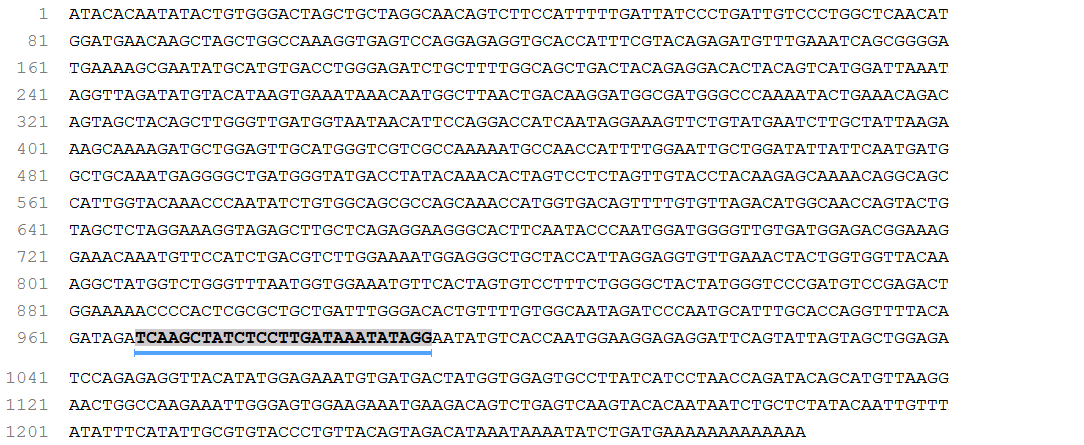 1 ATACACAATATACTGTGGGACTAGCTGCTAGGCAACAGTCTTCCATTTTTGATTATCCCTGATTGTCCCTGGCTCAACAT
81 GGATGAACAAGCTAGCTGGCCAAAGGTGAGTCCAGGAGAGGTGCACCATTTCGTACAGAGATGTTTGAAATCAGCGGGGA
161 TGAAAAGCGAATATGCATGTGACCTGGGAGATCTGCTTTTGGCAGCTGACTACAGAGGACACTACAGTCATGGATTAAAT
241 AGGTTAGATATGTACATAAGTGAAATAAACAATGGCTTAACTGACAAGGATGGCGATGGGCCCAAAATACTGAAACAGAC
321 AGTAGCTACAGCTTGGGTTGATGGTAATAACATTCCAGGACCATCAATAGGAAAGTTCTGTATGAATCTTGCTATTAAGA
401 AAGCAAAAGATGCTGGAGTTGCATGGGTCGTCGCCAAAAATGCCAACCATTTTGGAATTGCTGGATATTATTCAATGATG
481 GCTGCAAATGAGGGGCTGATGGGTATGACCTATACAAACACTAGTCCTCTAGTTGTACCTACAAGAGCAAAACAGGCAGC
561 CATTGGTACAAACCCAATATCTGTGGCAGCGCCAGCAAACCATGGTGACAGTTTTGTGTTAGACATGGCAACCAGTACTG
641 TAGCTCTAGGAAAGGTAGAGCTTGCTCAGAGGAAGGGCACTTCAATACCCAATGGATGGGGTTGTGATGGAGACGGAAAG
721 GAAACAAATGTTCCATCTGACGTCTTGGAAAATGGAGGGCTGCTACCATTAGGAGGTGTTGAAACTACTGGTGGTTACAA
801 AGGCTATGGTCTGGGTTTAATGGTGGAAATGTTCACTAGTGTCCTTTCTGGGGCTACTATGGGTCCCGATGTCCGAGACT
881 GGAAAAACCCCACTCGCGCTGCTGATTTGGGACACTGTTTTGTGGCAATAGATCCCAATGCATTTGCACCAGGTTTTACA
961 GATAGATCAAGCTATCTCCTTGATAAATATAGGAATATGTCACCAATGGAAGGAGAGGATTCAGTATTAGTAGCTGGAGA
1041 TCCAGAGAGGTTACATATGGAGAAATGTGATGACTATGGTGGAGTGCCTTATCATCCTAACCAGATACAGCATGTTAAGG
1121 AACTGGCCAAGAAATTGGGAGTGGAAGAAATGAAGACAGTCTGAGTCAAGTACACAATAATCTGCTCTATACAATTGTTT
1201 ATATTTCATATTGCGTGTACCCTGTTACAGTAGACATAAATAAAATATCTGATGAAAAAAAAAAAAA